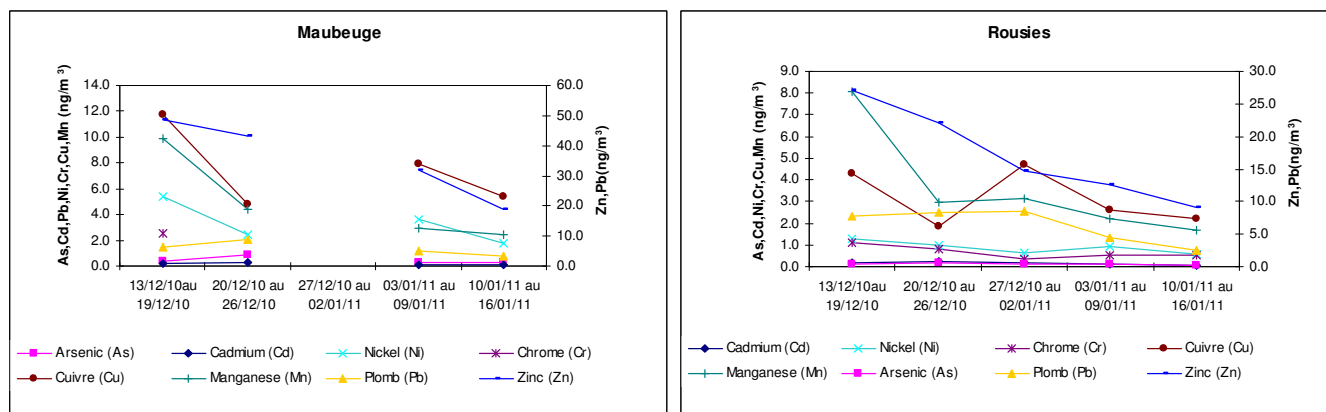 Maubeuge
As,Cd,Pb,Ni,Cr,Cu,Mn (ng/m³)
14.0
12.0
10.0
8.0
6.0
4.0
2.0
0.0
60.0
50.0
40.0
30.0
20.0
10.0
0.0
Zn,Pb(ng/m³)
13/12/10au 20/12/10 au 27/12/10 au 03/01/11 au 10/01/11 au
19/12/10 26/12/10 02/01/11 09/01/11 16/01/11
Arsenic (As) Cadmium (Cd) Nickel (Ni) Chrome (Cr)
Cuivre (Cu) Manganese (Mn) Plomb (Pb) Zinc (Zn)
Rousies
As,Cd,Ni,Cr,Cu,Mn (ng/m³)
9.0
8.0
7.0
6.0
5.0
4.0
3.0
2.0
1.0
0.0
30.0
25.0
20.0
15.0
10.0
5.0
0.0
Zn,Pb(ng/m³)
13/12/10au 20/12/10 au 27/12/10 au 03/01/11 au 10/01/11 au
19/12/10 26/12/10 02/01/11 09/01/11 16/01/11
Cadmium (Cd) Nickel (Ni) Chrome (Cr) Cuivre (Cu)
Manganese (Mn) Arsenic (As) Plomb (Pb) Zinc (Zn)